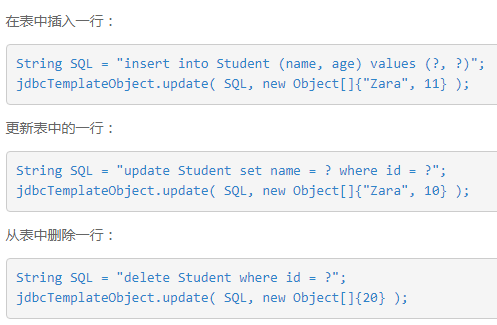 在表中插入一行：
String SQL = "insert into Student (name, age) values (?, ?)";
jdbcTemplateObject.update( SQL, new Object[]{"Zara", 11} );
更新表中的一行：
String SQL = "update Student set name = ? where id = ?";
jdbcTemplateObject.update( SQL, new Object[]{"Zara", 10} );
从表中删除一行：
String SQL = "delete Student where id = ?";
jdbcTemplateObject.update( SQL, new Object[]{20} );